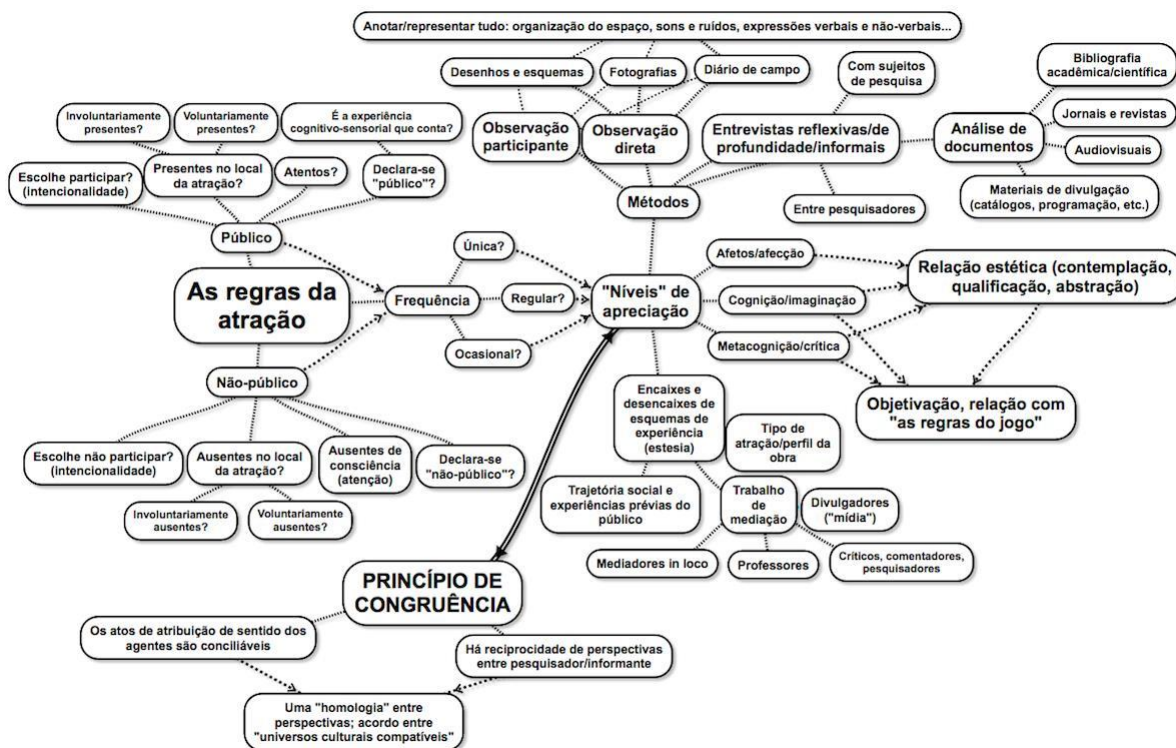 Anotar/representar tudo: organização do espaço, sons e ruídos, expressões verbais e não-verbais...
Desenhos e esquemas
Fotografias
Diário de campo
Com sujeitos
de pesquisa
Bibliografia
acadêmica/científica
Jornais e revistas
Audiovisuais
Materiais de divulgação
(catálogos, programação, etc.)
Análise de
documentos
Observação
participante
Observação
direta
Entrevistas reflexivas/de
profundidade/informais
Entre pesquisadores
Métodos
Involuntariamente
presentes?
Voluntariamente
presentes?
É a experiência
cognitivo-sensorial que conta?
Escolhe participar?
(intencionalidade)
Presentes no local
da atração?
Atentos?
Declara-se
"público"?
Público
As regras da
atração
Frequência
Única?
Regular?
Ocasional?
"Níveis" de
apreciação
Afetos/afecção
Cognição/imaginação
Metacognição/crítica
Relação estética (contemplação,
qualificação, abstração)
Objetivação, relação com
"as regras do jogo"
Não-público
Escolhe não participar?
(intencionalidade)
Ausentes no local
da atração?
Ausentes de
consciência
(atenção)
Declara-se
"não-público"?
Involuntariamente
ausentes?
Voluntariamente
ausentes?
Encaixes e
desencaixes de
esquemas de
experiência
(estesia)
Tipo de
atração/perfil da
obra
Trajetória social e
experiências prévias do
público
Trabalho
de
mediação
Divulgadores
("mídia")
Mediadores in loco
Professores
Críticos, comentadores,
pesquisadores
PRINCÍPIO DE
CONGRUÊNCIA
Os atos de atribuição de sentido dos
agentes são conciliáveis
Há reciprocidade de perspectivas
entre pesquisador/informante
Uma "homologia" entre
perspectivas; acordo entre
"universos culturais compatíveis"